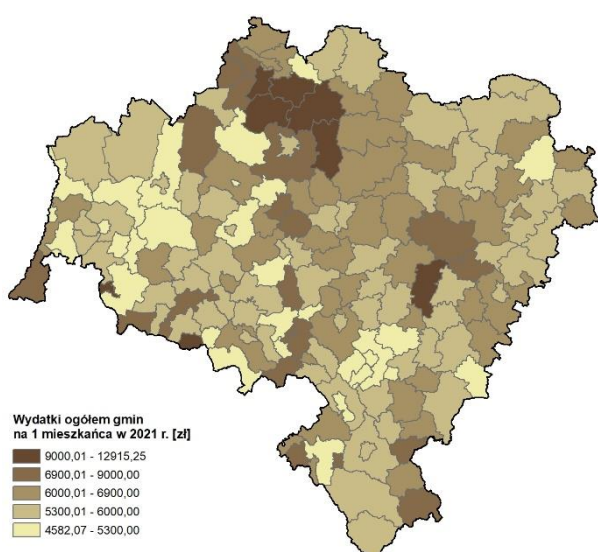 Wydatki ogółem gmin
na 1 mieszkańca w 2021 r. [zł]
9000,01 - 12915,25
6900,01 - 9000,00
6000,01 - 6900,00
5300,01 - 6000,00
4582,07 - 5300,00